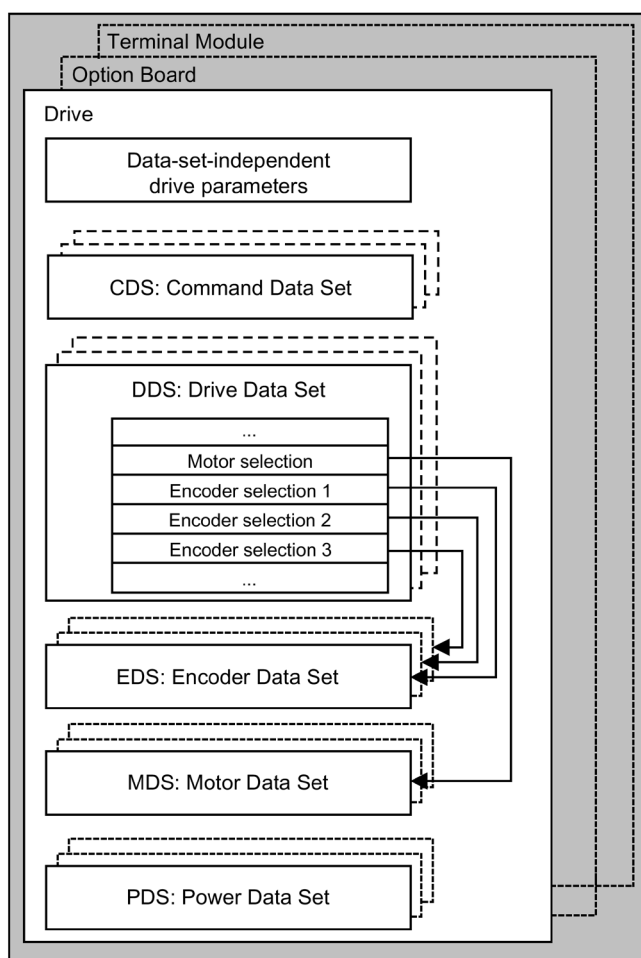 Terminal Module
Option Board
Drive
Data-set-independent
drive parameters
CDS: Command Data Set
DDS: Drive Data Set
...
Motor selection
Encoder selection 1
Encoder selection 2
Encoder selection 3
...
EDS: Encoder Data Set
MDS: Motor Data Set
PDS: Power Data Set